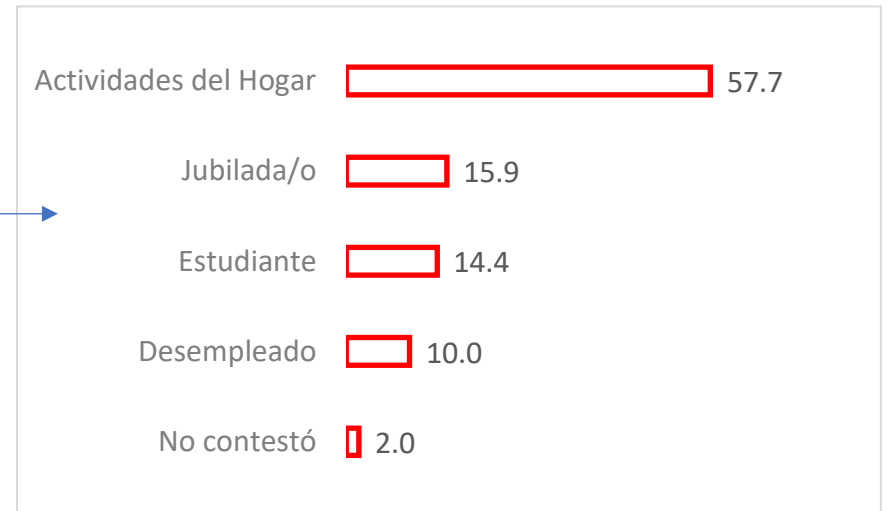 Actividades del Hogar 57.7
Jubilada/o 15.9
Estudiante 14.4
Desempleado 10.0
No contestó 2.0